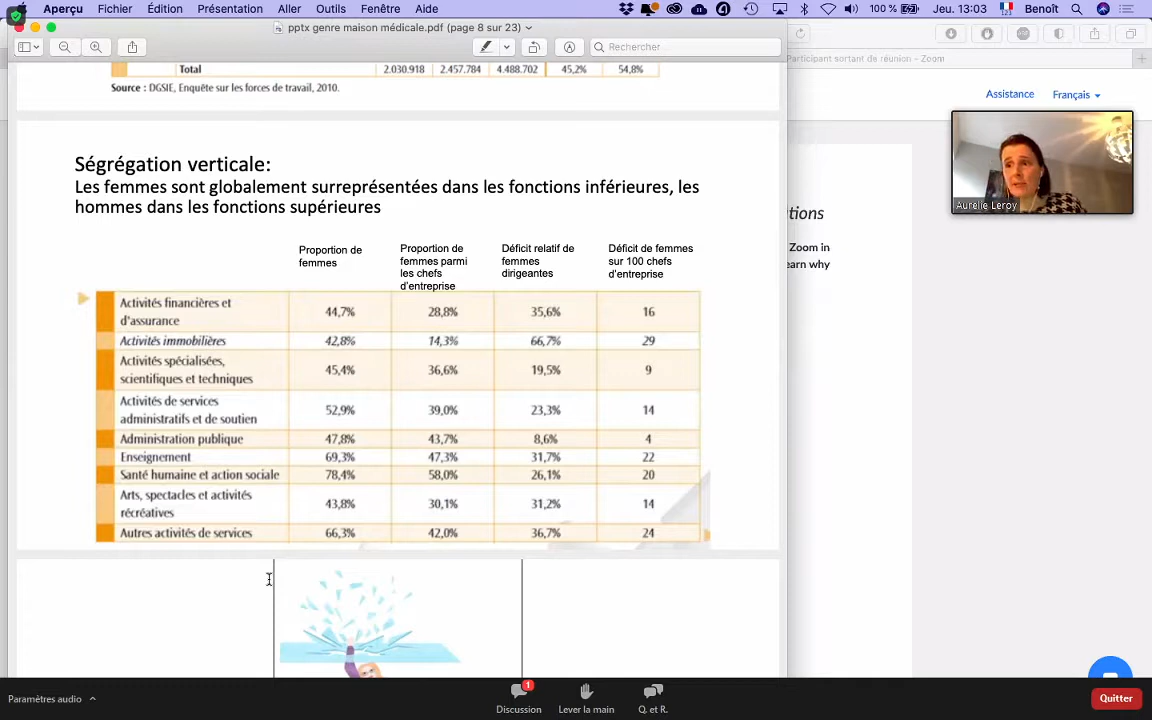 Aperçu Fichier Édition Présentation Aller Outils Fenêtre Aide 100 % Jeu. 13:03 Benoît
pptx genre maison médicale.pdf (page 8 sur 23)
Rechercher
Participant sortant de réunion – Zoom
Total 2.030.918 2.457.784 4.488.702 45,2% 54,8%
Source : DGSIE, Enquête sur les forces de travail, 2010.
Assistance Français
Ségrégation verticale:
Les femmes sont globalement surreprésentées dans les fonctions inférieures, les
hommes dans les fonctions supérieures
Aurelie Leroy
tions
Zoom in
earn why
Proportion de
femmes
Proportion de
femmes parmi
les chefs
d'entreprise
Déficit relatif de
femmes
dirigeantes
Déficit de femmes
sur 100 chefs
d'entreprise
Activités financières et
d'assurance 44,7% 28,8% 35,6% 16
Activités immobilières 42,8% 14,3% 66,7% 29
Activités spécialisées,
scientifiques et techniques 45,4% 36,6% 19,5% 9
Activités de services
administratifs et de soutien 52,9% 39,0% 23,3% 14
Administration publique 47,8% 43,7% 8,6% 4
Enseignement 69,3% 47,3% 31,7% 22
Santé humaine et action sociale 78,4% 58,0% 26,1% 20
Arts, spectacles et activités
récréatives 43,8% 30,1% 31,2% 14
Autres activités de services 66,3% 42,0% 36,7% 24
Paramètres audio
1
Discussion Lever la main Q. et R.
Quitter